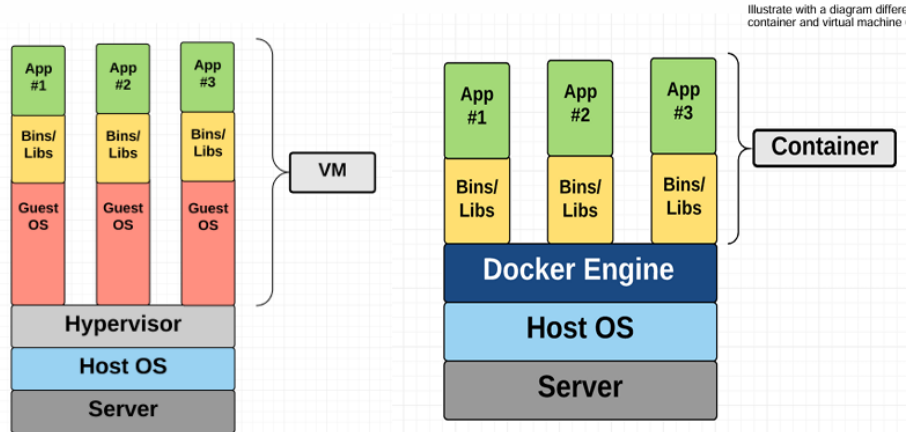 Illustrate with a diagram
container and virtual machine
App
#1
App
#2
App
#3
Bins/
Libs
Bins/
Libs
Bins/
Libs
Guest
OS
Guest
OS
Guest
OS
VM
Hypervisor
Host OS
Server
App
#1
App
#2
App
#3
Bins/
Libs
Bins/
Libs
Bins/
Libs
Container
Docker Engine
Host OS
Server